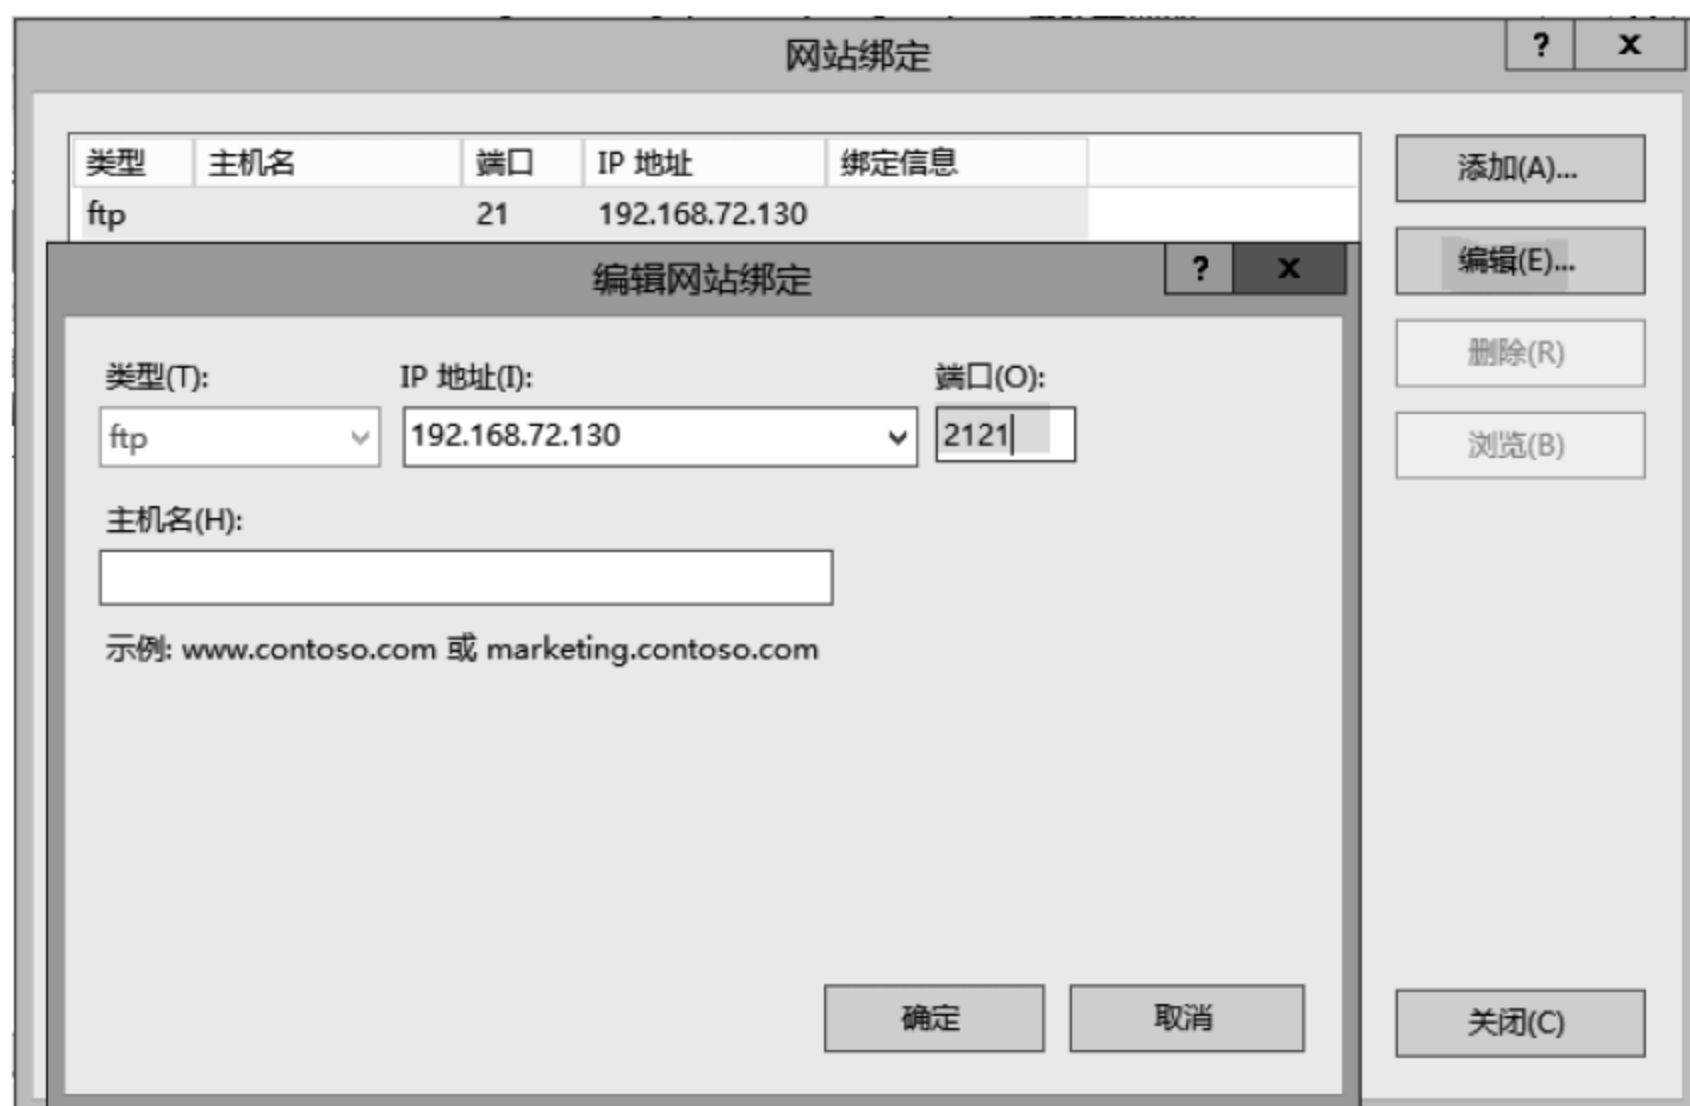 网站绑定
? x
类型 主机名 端口 IP 地址 绑定信息
ftp 21 192.168.72.130
添加(A)...
编辑(E)...
删除(R)
浏览(B)
编辑网站绑定
? x
类型(T): IP 地址(I): 端口(O):
ftp 192.168.72.130 2121
主机名(H):
示例: www.contoso.com 或 marketing.contoso.com
确定 取消
关闭(C)